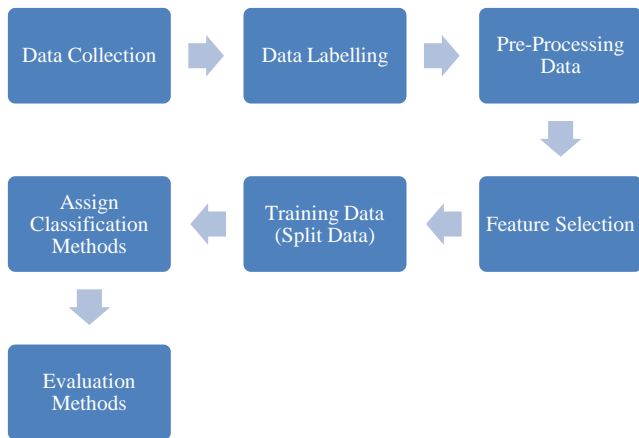 Data Collection
Data Labelling
Pre-Processing
Data
Feature Selection
Training Data
(Split Data)
Assign
Classification
Methods
Evaluation
Methods